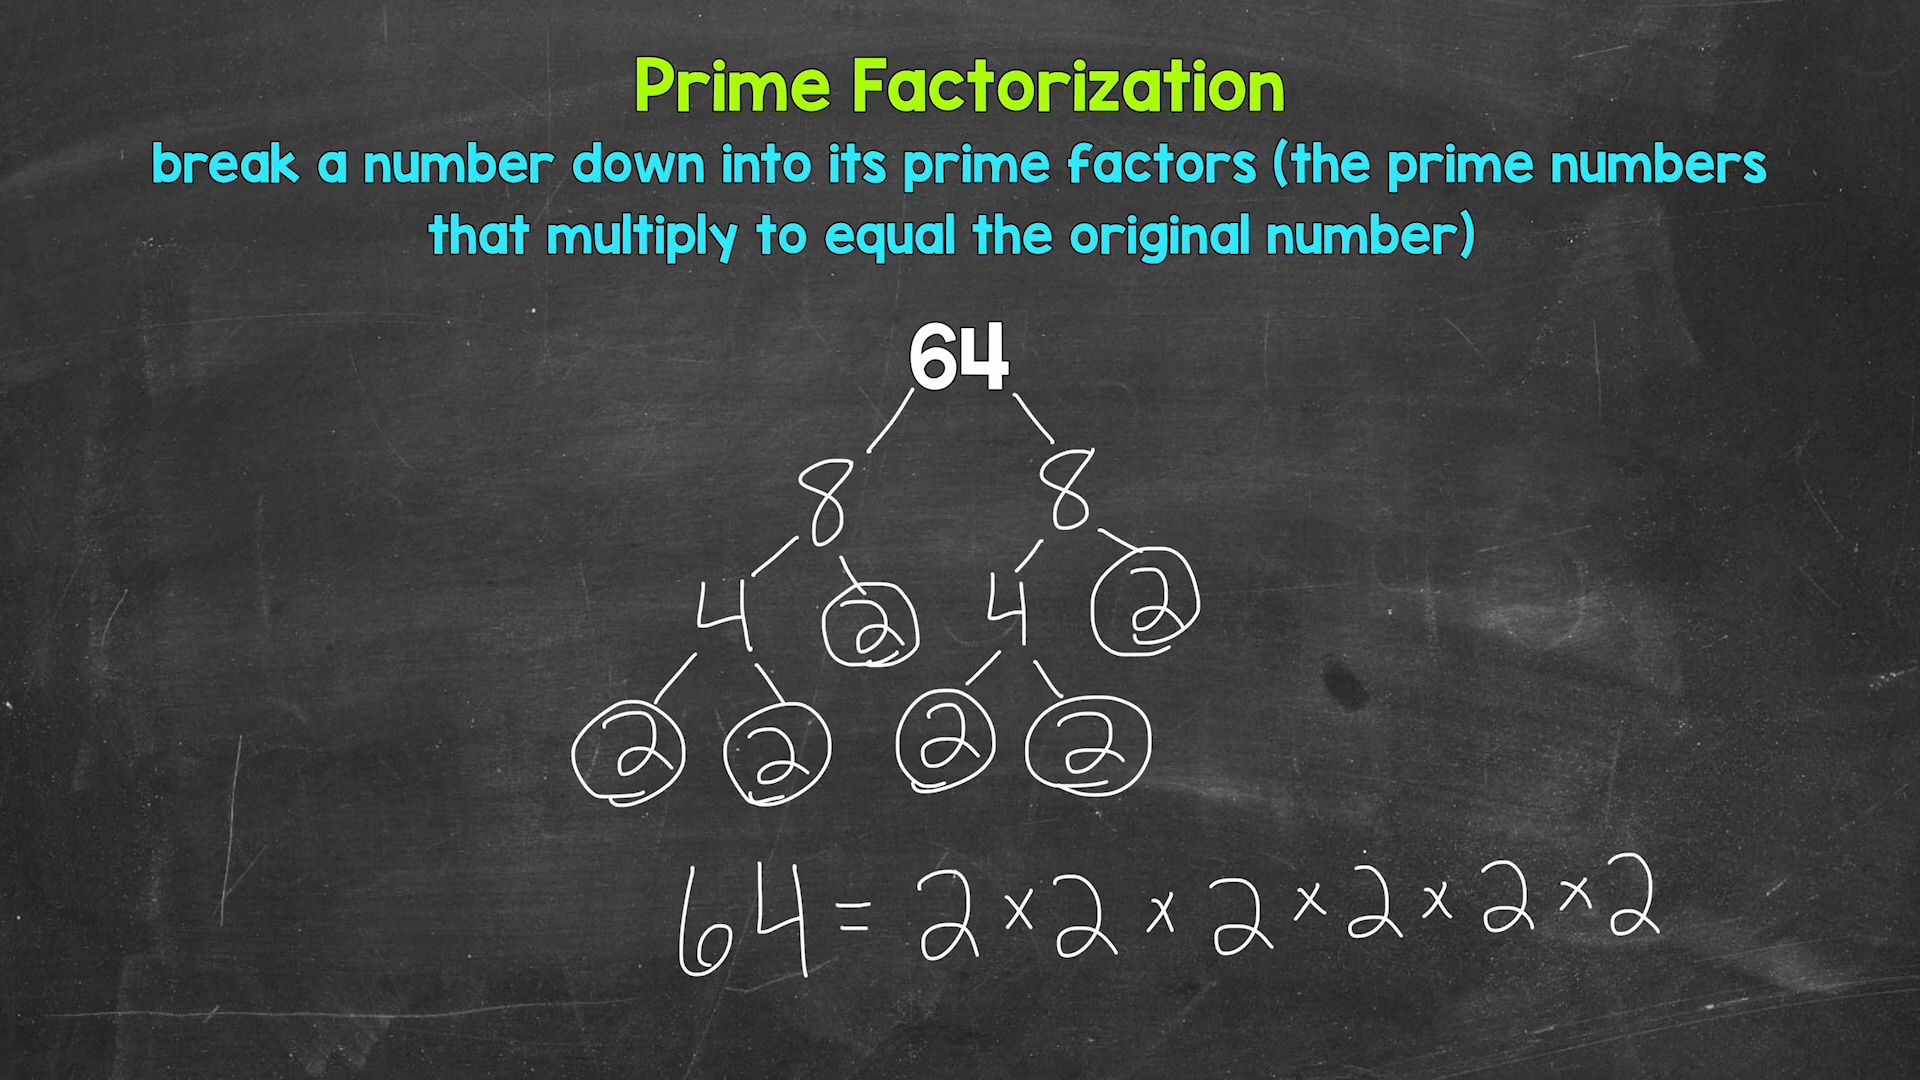 Prime Factorization
break a number down into its prime factors (the prime numbers
that multiply to equal the original number)
64
8 8
4 2 4 2
2 2 2 2
64 = 2 × 2 × 2 × 2 × 2 × 2